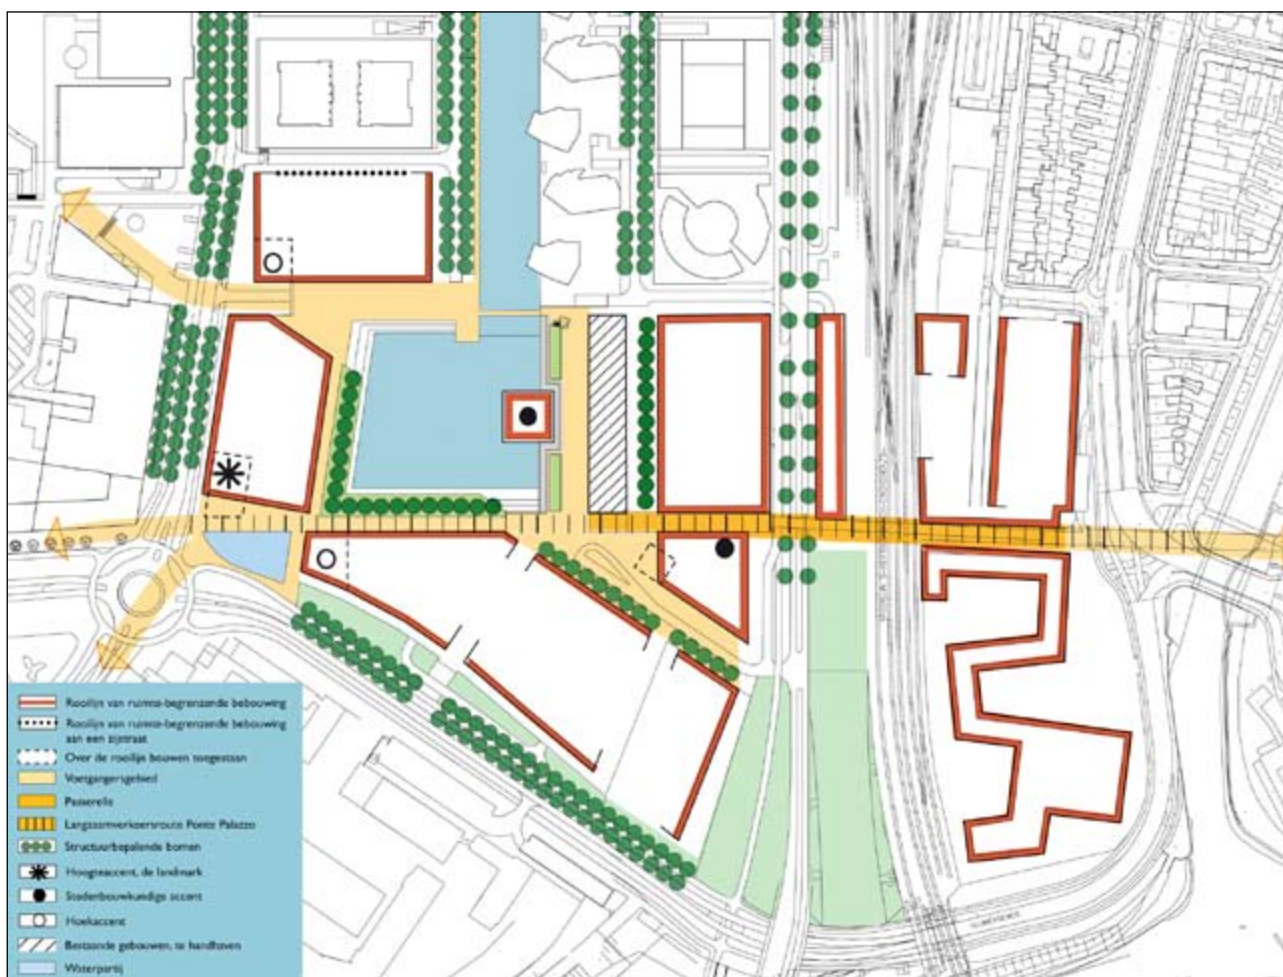 Rooilijn van ruimte-begrenzende bebouwing
Rooilijn van ruimte-begrenzende bebouwing
aan een zijstraat
Over de rooilijn bouwen toegestaan
Voetgangersgebied
Passerelle
Langzaamverkeersroute Ponte Palazzo
Structuurbepalende bomen
Hoogteaccent, de landmark
Stedenbouwkundige accent
Hoekaccent
Bestaande gebouwen, te handhaven
Waterpartij